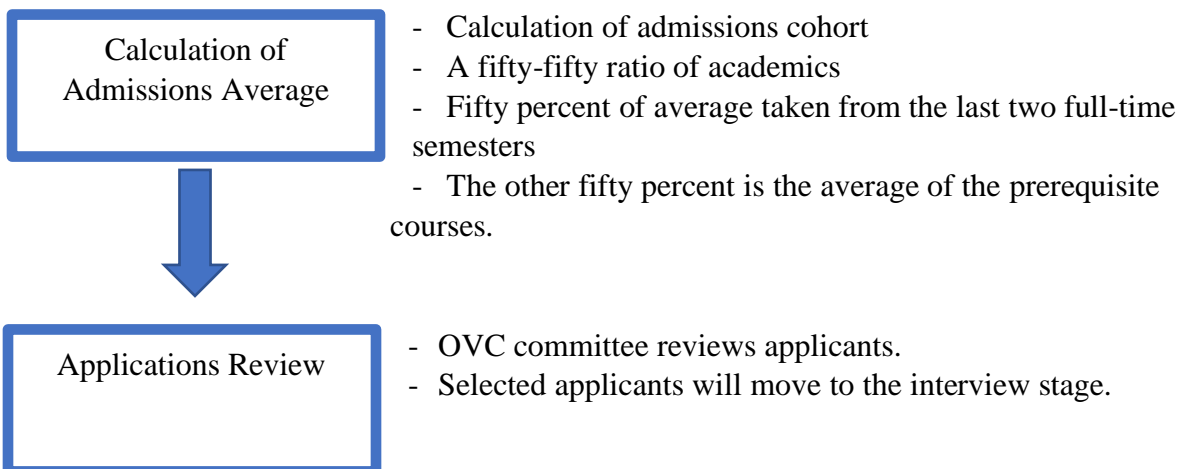 Calculation of
Admissions Average
- Calculation of admissions cohort
- A fifty-fifty ratio of academics
- Fifty percent of average taken from the last two full-time
semesters
- The other fifty percent is the average of the prerequisite
courses.
Applications Review
- OVC committee reviews applicants.
- Selected applicants will move to the interview stage.